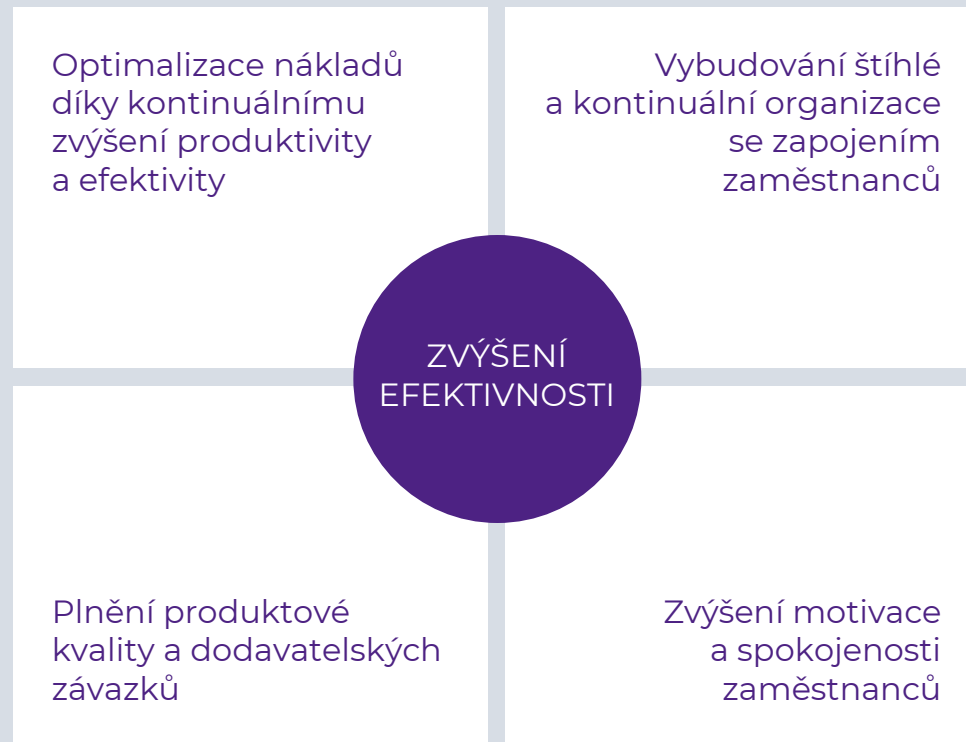 Optimalizace nákladů
díky kontinuálnímu
zvýšení produktivity
a efektivity
Vybudování štíhlé
a kontinuální organizace
se zapojením
zaměstnanců
ZVÝŠENÍ
EFEKTIVNOSTI
Plnění produktové
kvality a dodavatelských
závazků
Zvýšení motivace
a spokojenosti
zaměstnanců